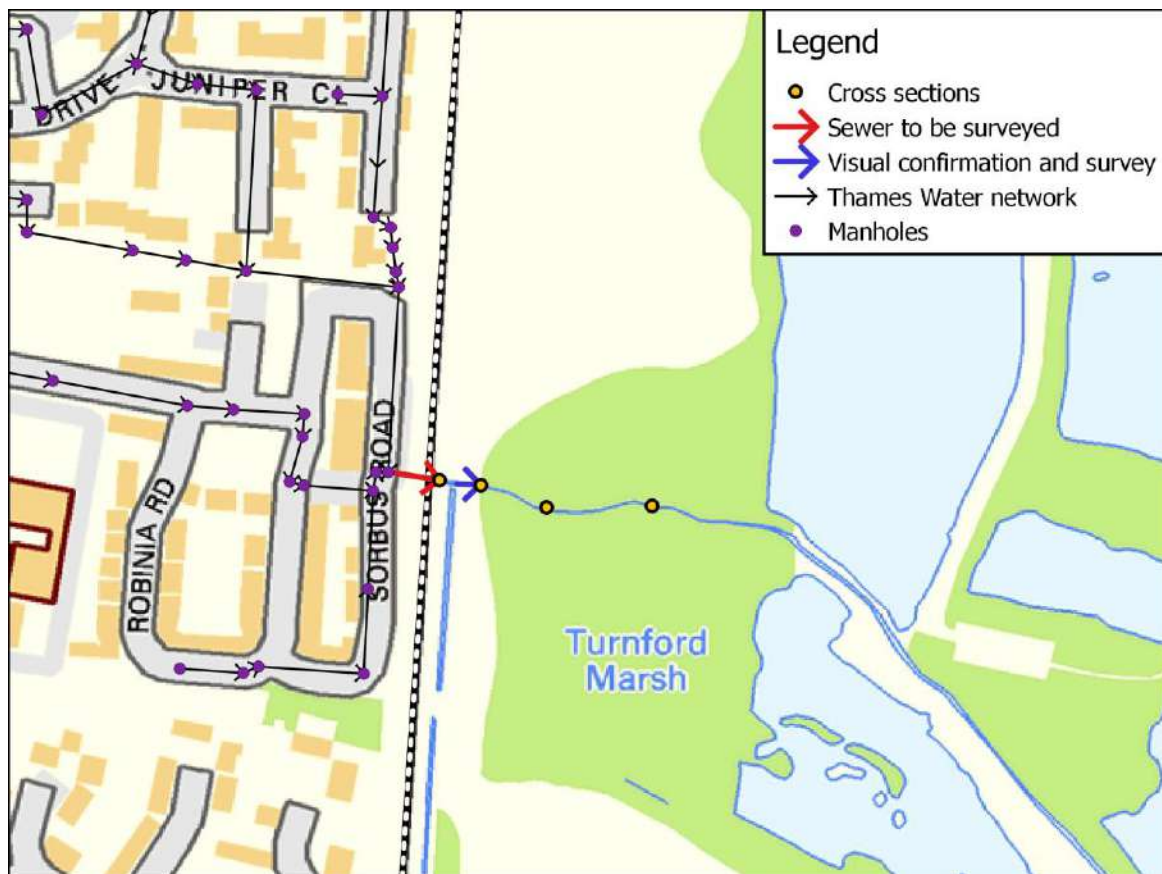 Legend
Cross sections
Sewer to be surveyed
Visual confirmation and survey
Thames Water network
Manholes
DRIVE
JUNIPER CL
ROBINIA RD
SORBUS ROAD
Turnford
Marsh